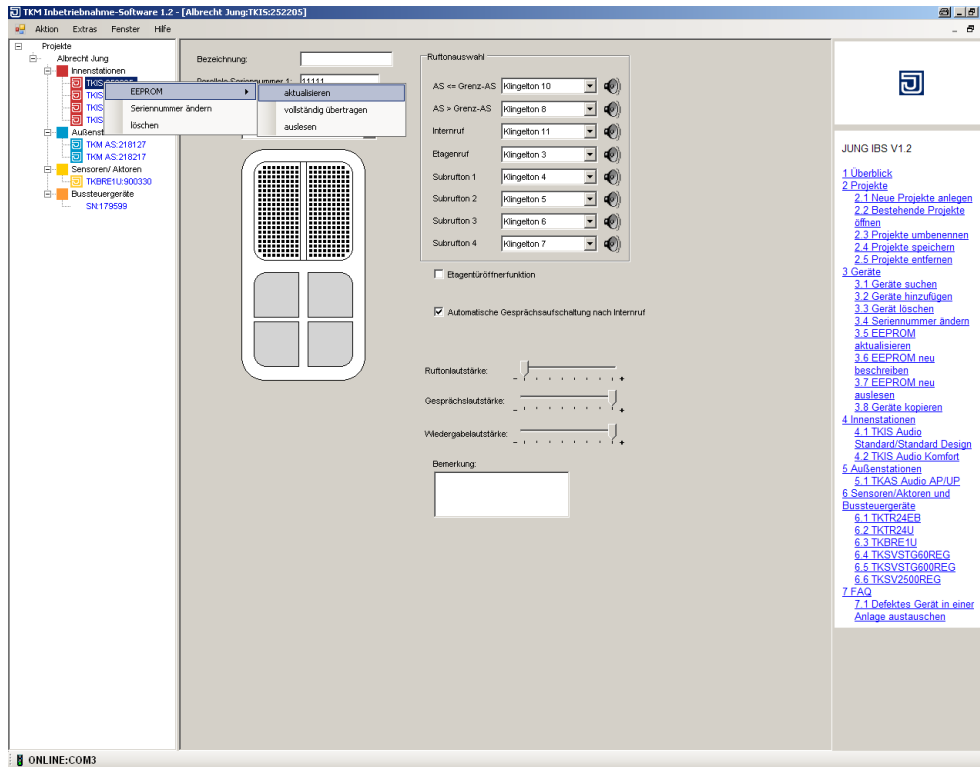 TKM Inbetriebnahme-Software 1.2 - [Albrecht Jung:TKIS:252205]
Aktion Extras Fenster Hilfe
Projekte
Albrecht Jung
Innenstationen
TKIS
TKIS
TKIS
TKIS
Außenst
TKM AS:218127
TKM AS:218217
Sensoren/ Aktoren
TKBRE1U:900330
Bussteuergeräte
SN:179599
EEPROM
Seriennummer ändern
löschen
aktualisieren
vollständig übertragen
auslesen
Bezeichnung:
Parallele Seriennummer 1: 11111
Ruftonauswahl
AS <= Grenz-AS Klingelton 10
AS > Grenz-AS Klingelton 8
Internruf Klingelton 11
Etagenruf Klingelton 3
Subrufton 1 Klingelton 4
Subrufton 2 Klingelton 5
Subrufton 3 Klingelton 6
Subrufton 4 Klingelton 7
Etagentüröffnerfunktion
Automatische Gesprächsaufschaltung nach Internruf
Ruftonlautstärke:
- +
Gesprächslautstärke:
- +
Wiedergabelautstärke:
- +
Bemerkung:
JUNG IBS V1.2
1 Überblick
2 Projekte
2.1 Neue Projekte anlegen
2.2 Bestehende Projekte
öffnen
2.3 Projekte umbenennen
2.4 Projekte speichern
2.5 Projekte entfernen
3 Geräte
3.1 Geräte suchen
3.2 Geräte hinzufügen
3.3 Gerät löschen
3.4 Seriennummer ändern
3.5 EEPROM
aktualisieren
3.6 EEPROM neu
beschreiben
3.7 EEPROM neu
auslesen
3.8 Geräte kopieren
4 Innenstationen
4.1 TKIS Audio
Standard/Standard Design
4.2 TKIS Audio Komfort
5 Außenstationen
5.1 TKAS Audio AP/UP
6 Sensoren/Aktoren und
Bussteuergeräte
6.1 TKTR24EB
6.2 TKTR24U
6.3 TKBRE1U
6.4 TKSVSTG60REG
6.5 TKSVSTG600REG
6.6 TKSV2500REG
7 FAQ
7.1 Defektes Gerät in einer
Anlage austauschen
ONLINE:COM3